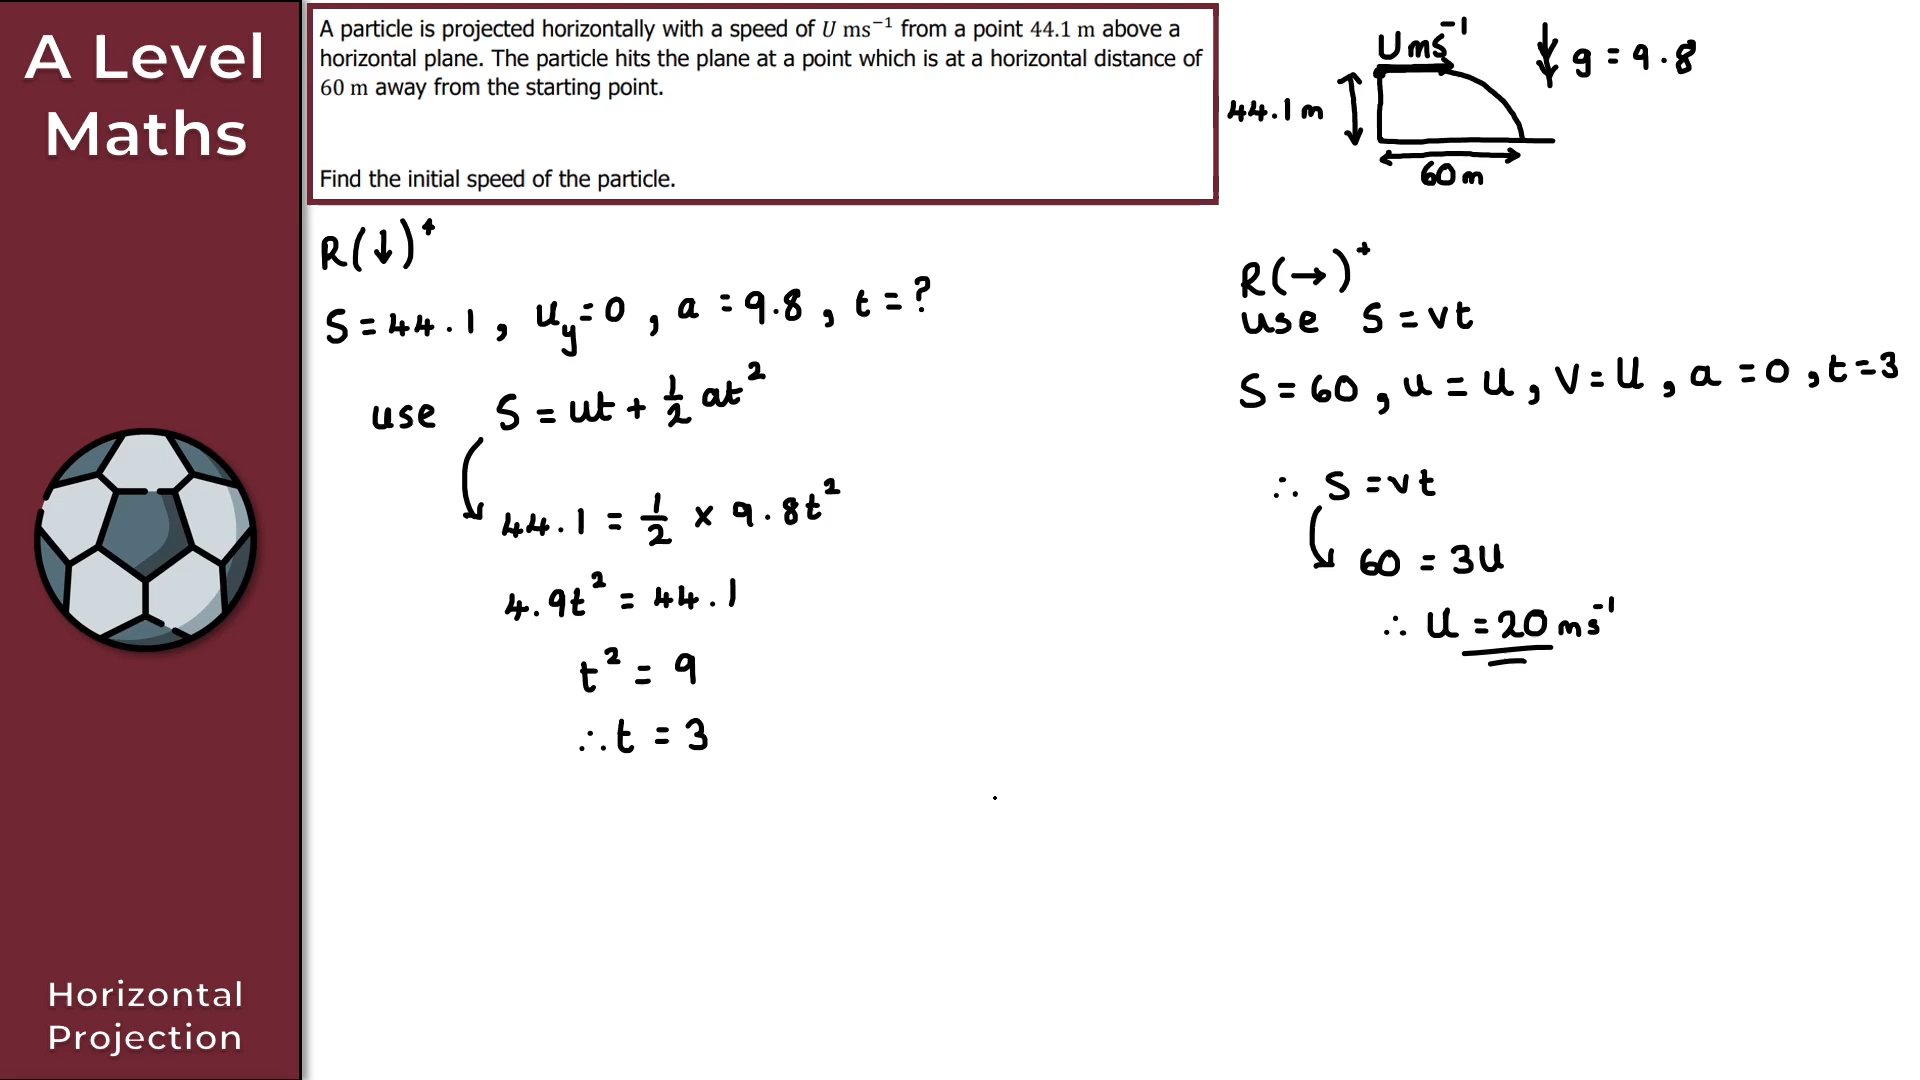 A Level
Maths
A particle is projected horizontally with a speed of U ms⁻¹ from a point 44.1 m above a
horizontal plane. The particle hits the plane at a point which is at a horizontal distance of
60 m away from the starting point.
Find the initial speed of the particle.
U ms⁻¹
g = 9.8
44.1 m
60 m
R(↓)⁺
S = 44.1, u_y = 0, a = 9.8, t = ?
use S = ut + ½ at²
44.1 = ½ × 9.8t²
4.9t² = 44.1
t² = 9
∴ t = 3
R(→)⁺
use S = vt
S = 60, u = U, V = U, a = 0, t = 3
∴ S = vt
60 = 3U
∴ U = 20 ms⁻¹
Horizontal
Projection